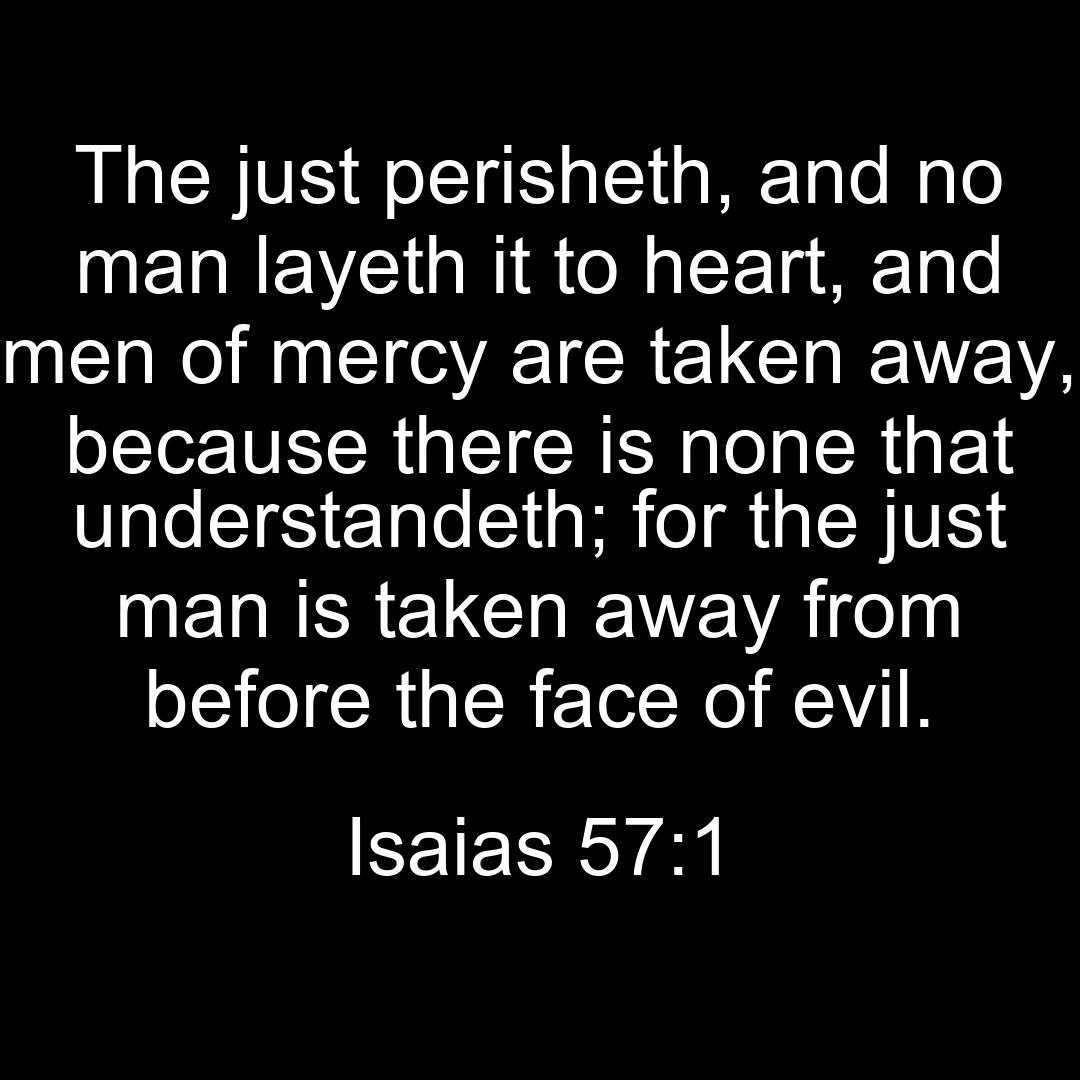 The just perisheth, and no
man layeth it to heart, and
men of mercy are taken away,
because there is none that
understandeth; for the just
man is taken away from
before the face of evil.
Isaias 57:1